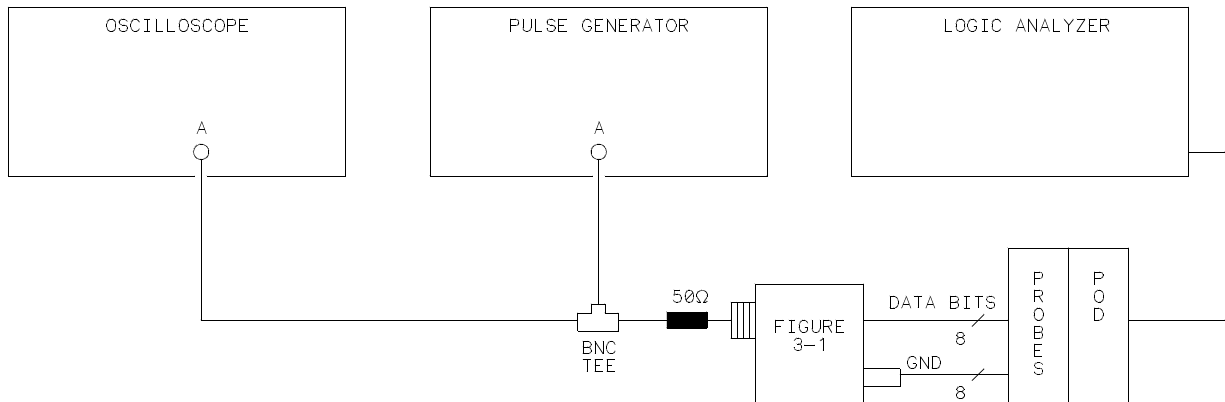 OSCILLOSCOPE
A
PULSE GENERATOR
A
LOGIC ANALYZER
BNC
TEE
50Ω
FIGURE
3-1
DATA BITS
8
GND
8
PROBES
POD